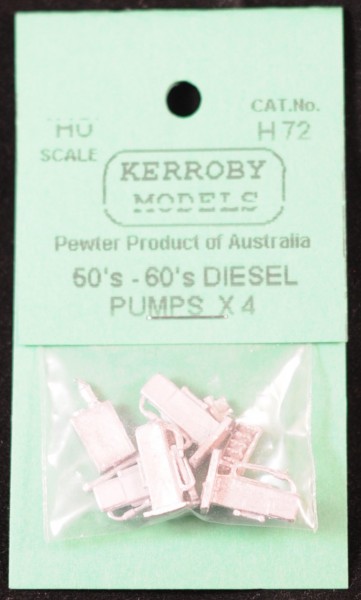 CAT.No.
HO
H 72
SCALE
KERROBY
MODELS
Pewter Product of Australia
50's - 60's DIESEL
PUMPS X 4